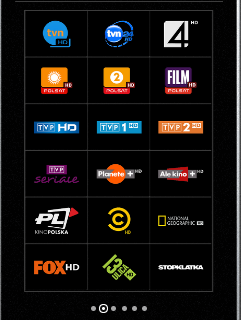 tvn HD
tvn 24 HD
4 HD
POLSAT
2 HD POLSAT
FILM HD POLSAT
TVP HD
TVP 1 HD
TVP 2 HD
TVP seriale
Planete + HD
Ale kino + HD
PL KINO POLSKA
C HD
NATIONAL GEOGRAPHIC HD
FOX HD
13 ULICA HD
STOPKLATKA